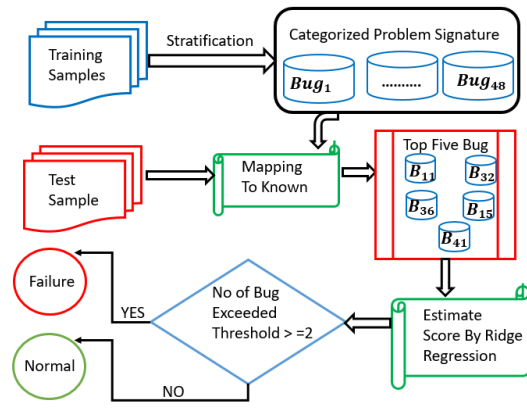 Training
Samples
Stratification
Categorized Problem Signature
Bug1
..........
Bug48
Test
Sample
Mapping
To Known
Top Five Bug
B11
B32
B36
B15
B41
Failure
YES
No of Bug
Exceeded
Threshold > =2
Estimate
Score By Ridge
Regression
Normal
NO